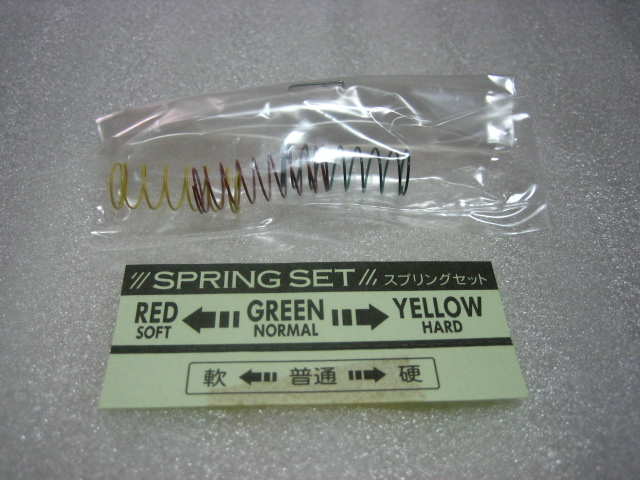 SPRING SET スプリングセット
RED GREEN YELLOW
SOFT NORMAL HARD
軟 普通 硬